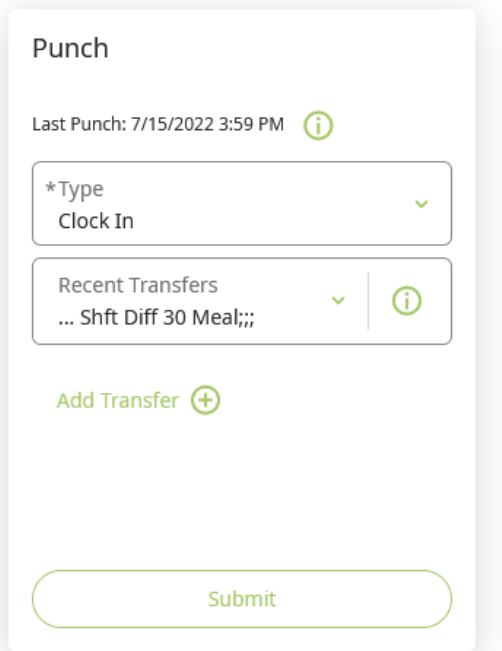 Punch
Last Punch: 7/15/2022 3:59 PM
*Type
Clock In
Recent Transfers
... Shft Diff 30 Meal;;;
Add Transfer
Submit